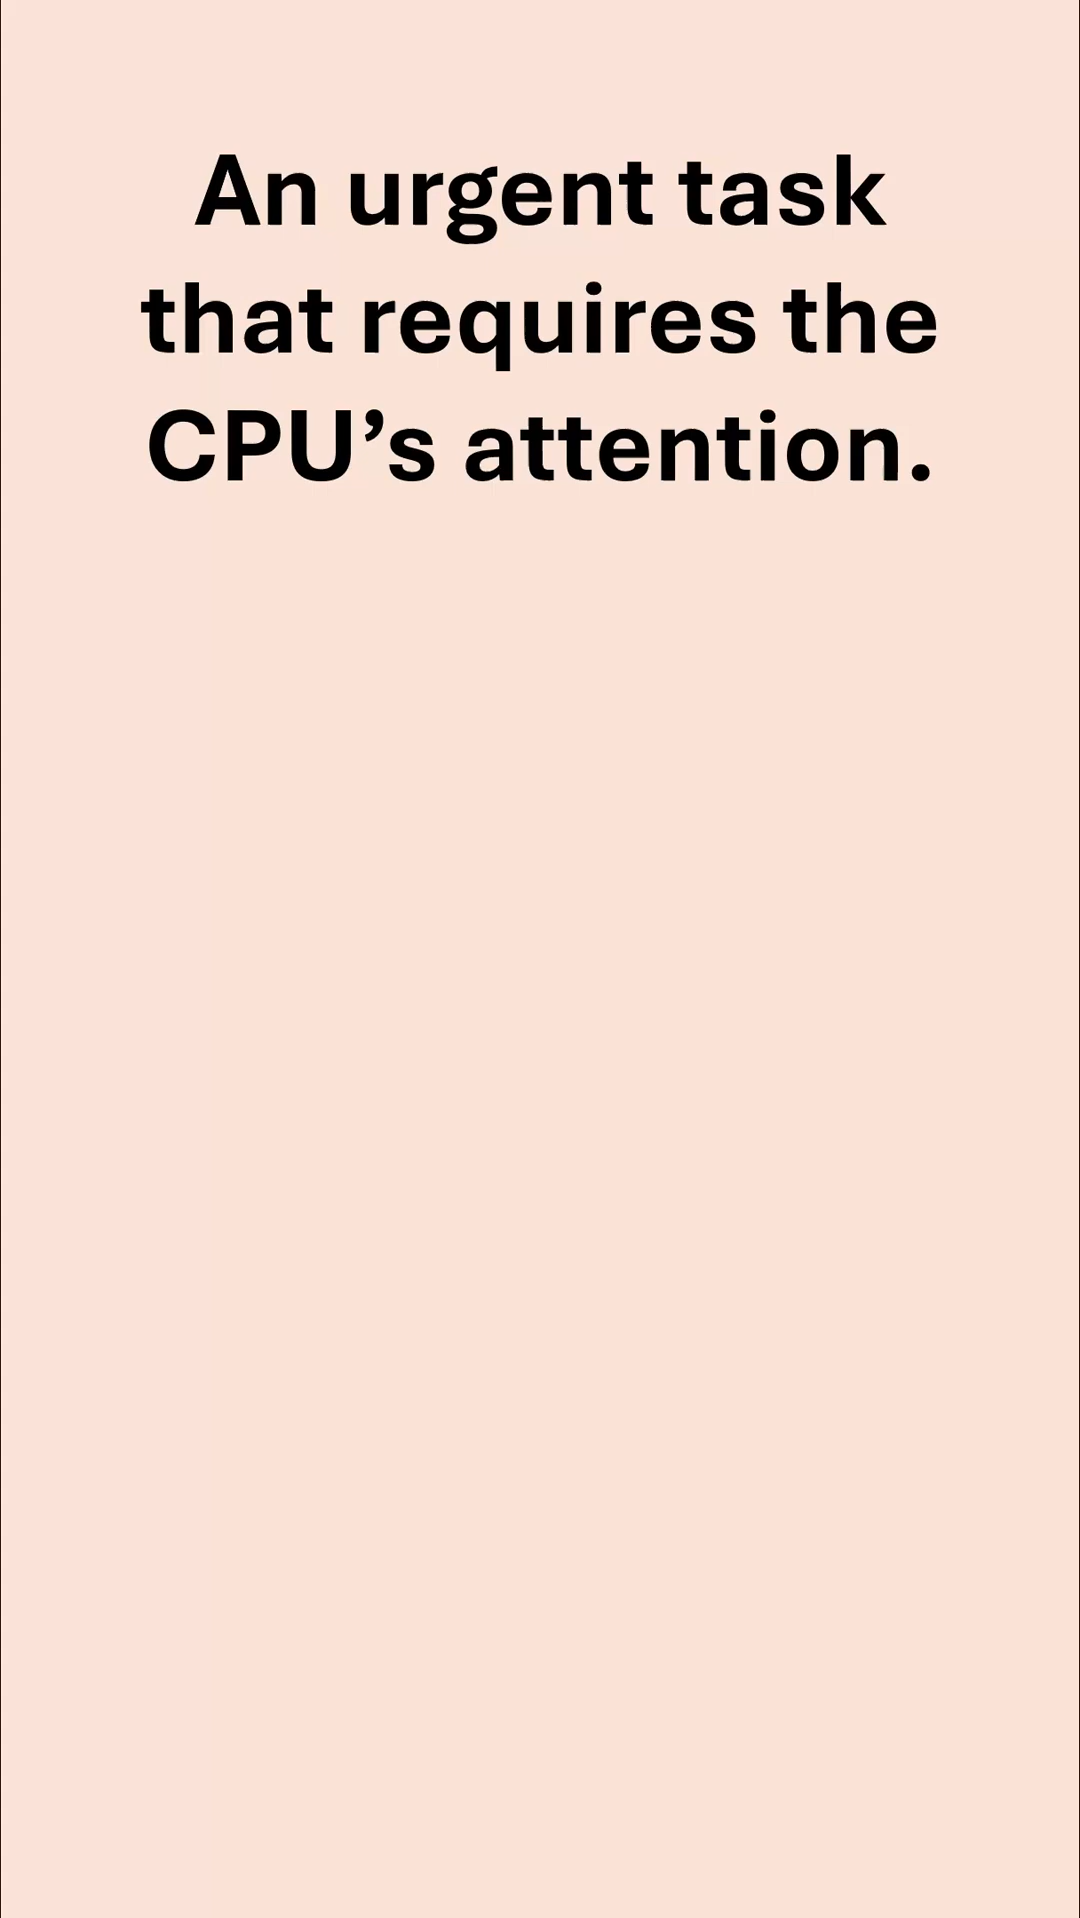 An urgent task
that requires the
CPU’s attention.